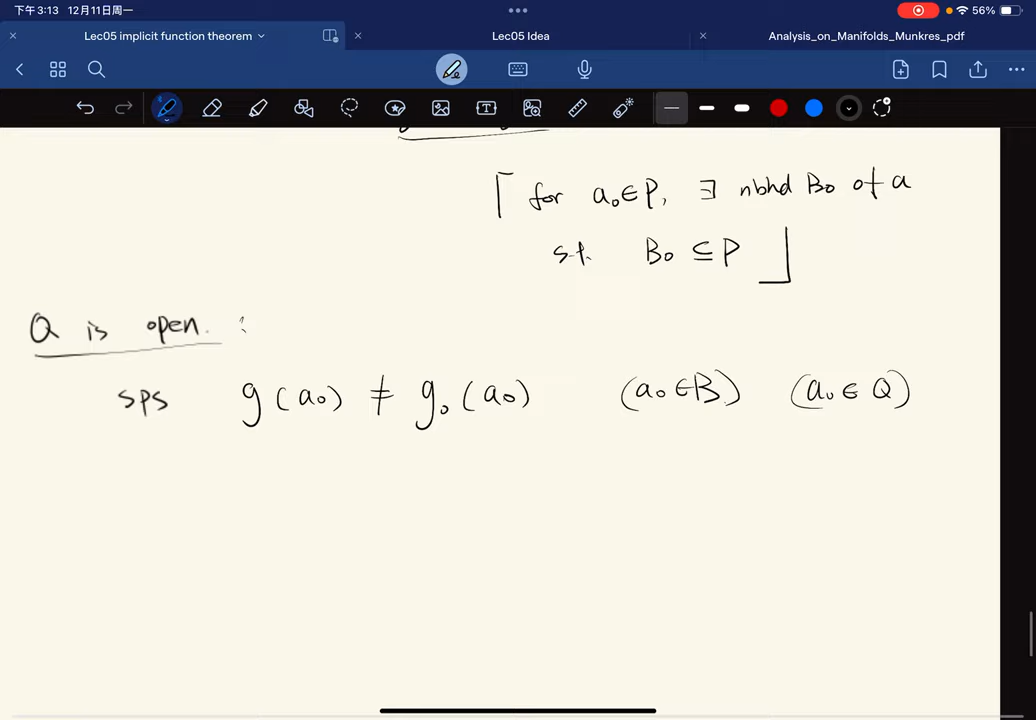 下午3:13 12月11日周一
56%
Lec05 implicit function theorem
Lec05 Idea
Analysis_on_Manifolds_Munkres_pdf
⌈ for a₀∈P, ∃ nbhd B₀ of a
s.t. B₀ ⊆ P ⌋
Q is open. :
sps g(a₀) ≠ g₀(a₀) (a₀∈B) (a₀∈Q)